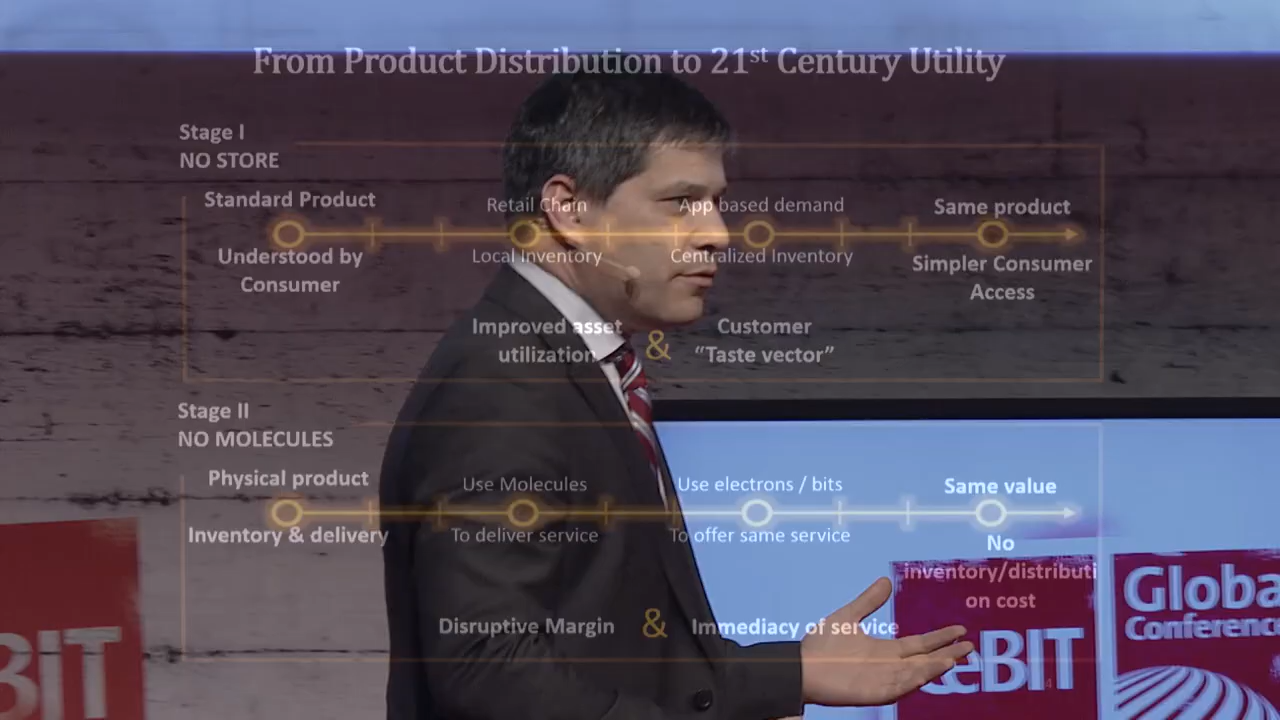 From Product Distribution to 21st Century Utility
Stage I
NO STORE
Standard Product
Retail Chain
App based demand
Same product
Understood by
Consumer
Local Inventory
Centralized Inventory
Simpler Consumer
Access
Improved asset
utilization
&
Customer
“Taste vector”
Stage II
NO MOLECULES
Physical product
Use Molecules
Use electrons / bits
Same value
Inventory & delivery
To deliver service
To offer same service
No
inventory/distributi
on cost
Disruptive Margin
&
Immediacy of service
BIT
CeBIT
Globa
Conference